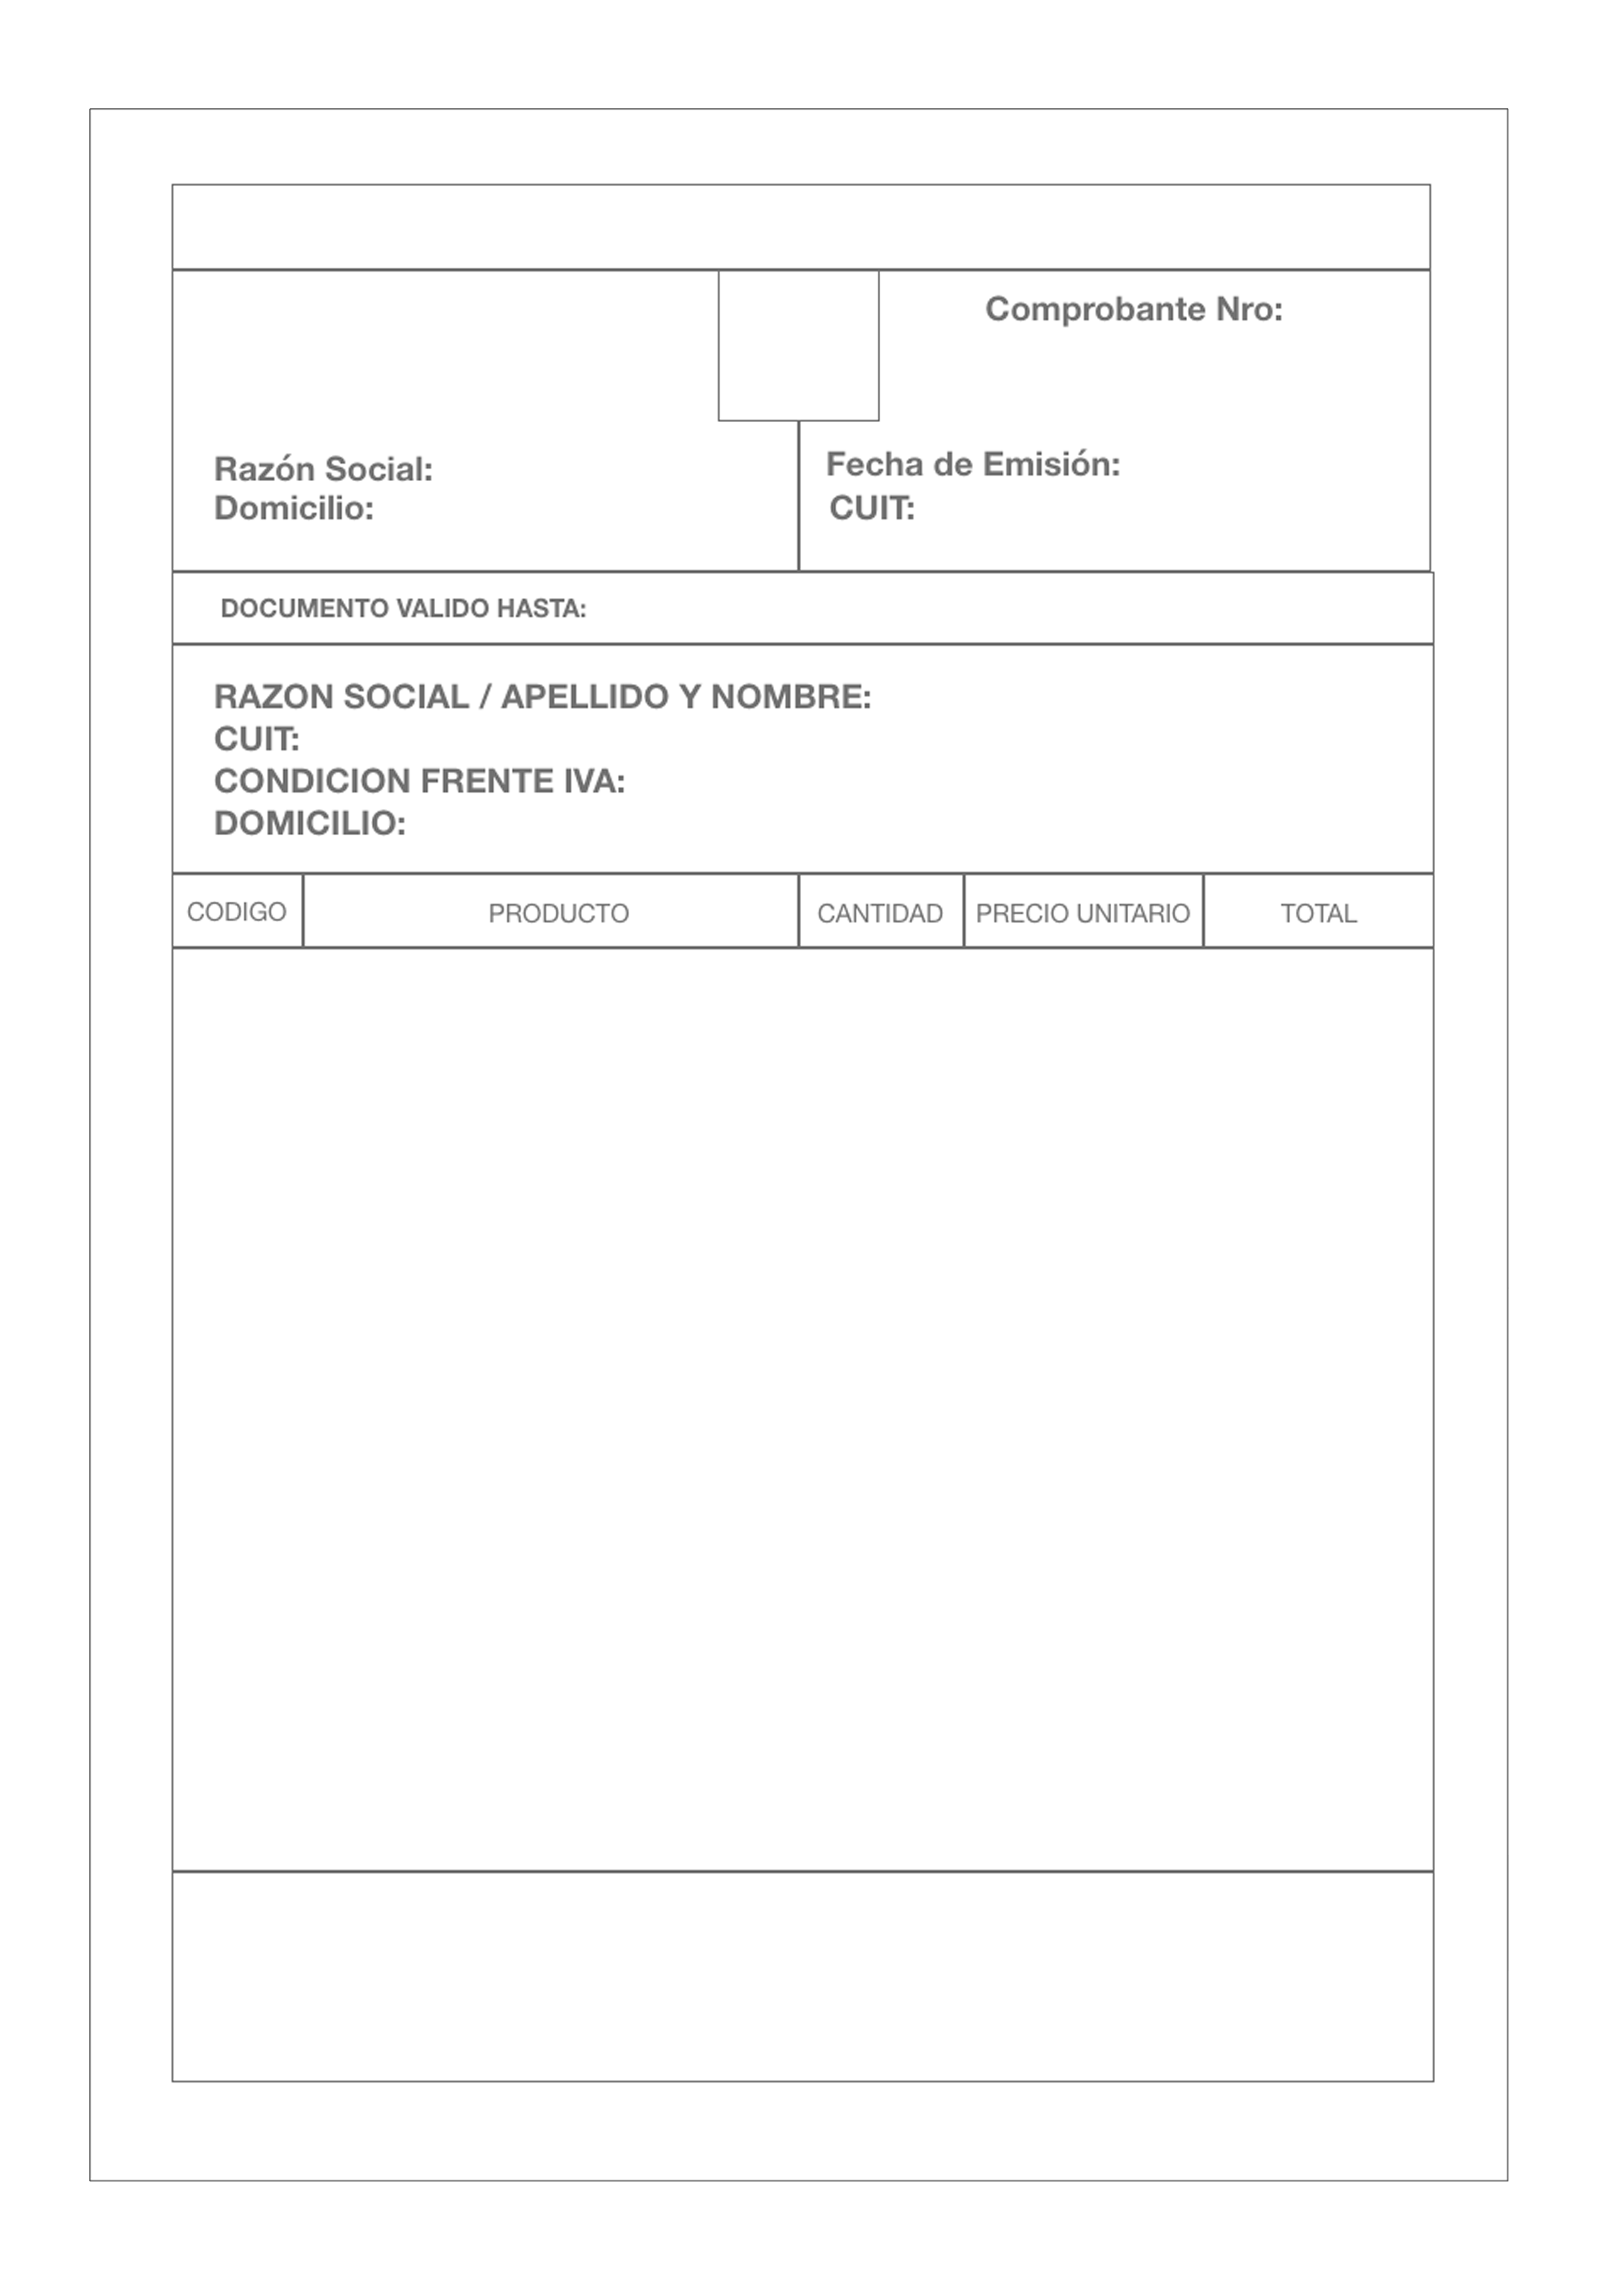 Comprobante Nro:
Razón Social:
Domicilio:
Fecha de Emisión:
CUIT:
DOCUMENTO VALIDO HASTA:
RAZON SOCIAL / APELLIDO Y NOMBRE:
CUIT:
CONDICION FRENTE IVA:
DOMICILIO:
CODIGO PRODUCTO CANTIDAD PRECIO UNITARIO TOTAL